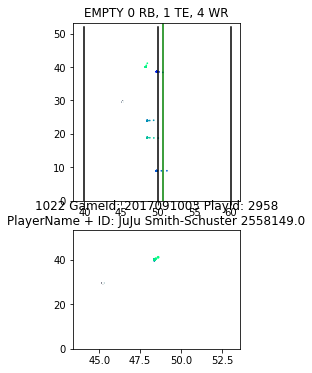 EMPTY 0 RB, 1 TE, 4 WR
50
40
30
20
10
0
40 45 50 55 60
1022 GameId: 2017091003 PlayId: 2958
PlayerName + ID: JuJu Smith-Schuster 2558149.0
40
20
0
45.0 47.5 50.0 52.5